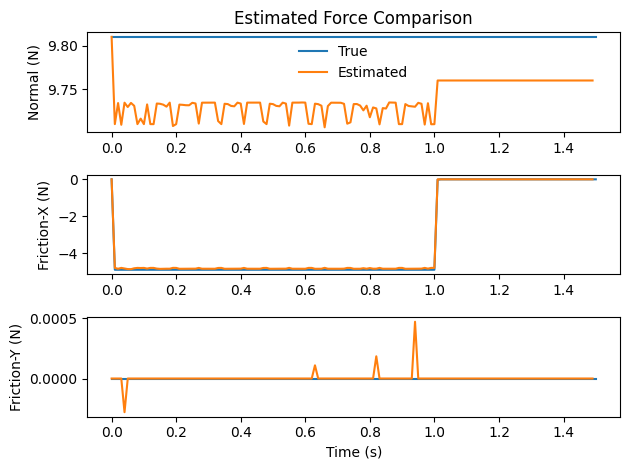 Estimated Force Comparison
Normal (N)
9.80
9.75
True
Estimated
0.0 0.2 0.4 0.6 0.8 1.0 1.2 1.4
Friction-X (N)
0
−2
−4
0.0 0.2 0.4 0.6 0.8 1.0 1.2 1.4
Friction-Y (N)
0.0005
0.0000
0.0 0.2 0.4 0.6 0.8 1.0 1.2 1.4
Time (s)